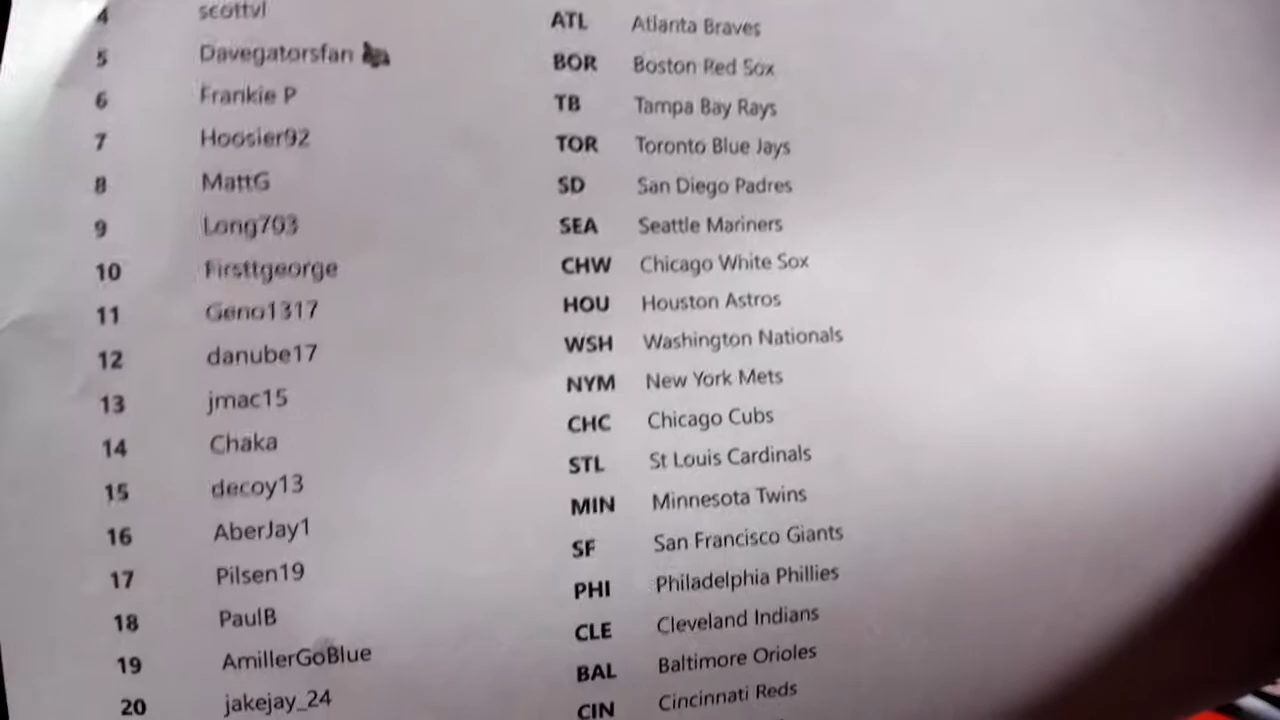 4 scottvl ATL Atlanta Braves
5 Davegatorsfan BOR Boston Red Sox
6 Frankie P TB Tampa Bay Rays
7 Hoosier92 TOR Toronto Blue Jays
8 MattG SD San Diego Padres
9 Long703 SEA Seattle Mariners
10 Firsttgeorge CHW Chicago White Sox
11 Geno1317 HOU Houston Astros
12 danube17 WSH Washington Nationals
13 jmac15 NYM New York Mets
14 Chaka CHC Chicago Cubs
15 decoy13 STL St Louis Cardinals
16 AberJay1 MIN Minnesota Twins
17 Pilsen19 SF San Francisco Giants
18 PaulB PHI Philadelphia Phillies
19 AmillerGoBlue CLE Cleveland Indians
20 jakejay_24 BAL Baltimore Orioles
CIN Cincinnati Reds